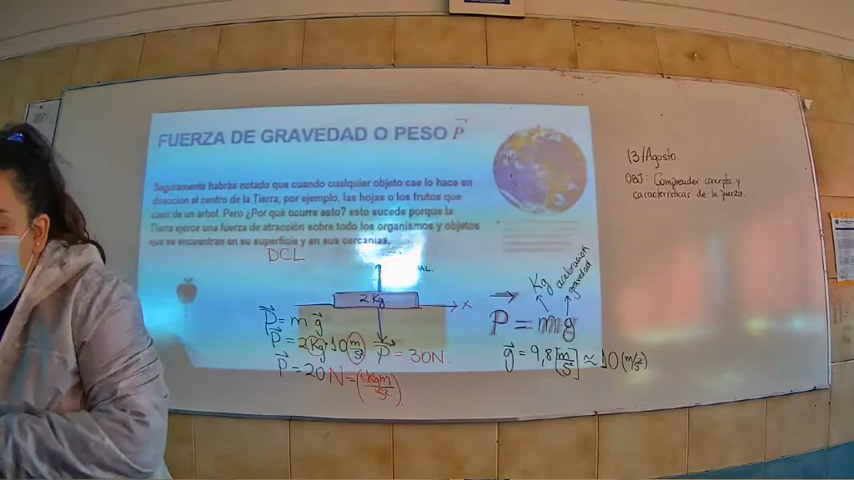 FUERZA DE GRAVEDAD O PESO P
Seguramente habrás notado que cuando cualquier objeto cae lo hace en
dirección al centro de la Tierra, por ejemplo, las hojas o los frutos que
caen de un árbol. Pero ¿Por qué ocurre esto? esto sucede porque la
Tierra ejerce una fuerza de atracción sobre todo los organismos y objetos
que se encuentran en su superficie y en sus cercanías.
13/Agosto
OBJ: Comprender concepto y
características de la fuerza.
DCL
2 Kg
x
P = m g
P = 2Kg·10 m/s²
P = 20N = (Kgm/s²)
P = 30N
Kg aceleración
gravedad
P = mg
g = 9,8 [m/s²] ≈ 10 (m/s²)